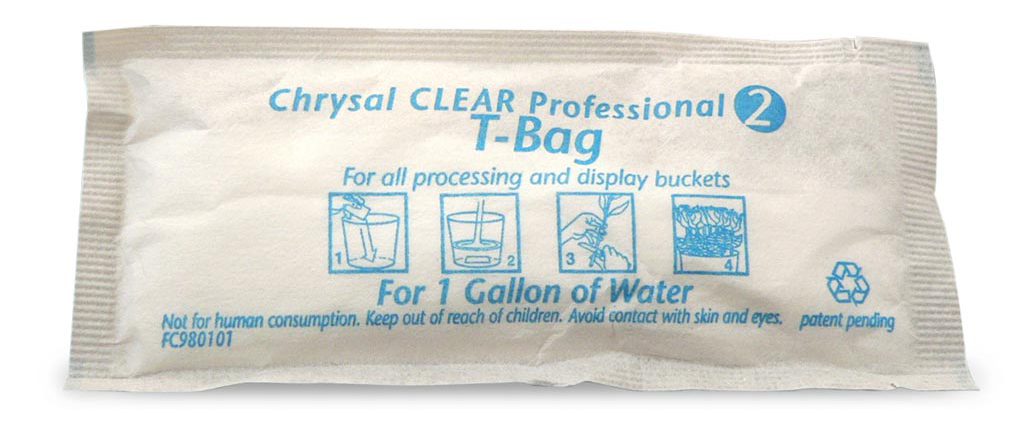 Chrysal CLEAR Professional 2
T-Bag
For all processing and display buckets
1 2 3 4
For 1 Gallon of Water
Not for human consumption. Keep out of reach of children. Avoid contact with skin and eyes.
FC980101
patent pending